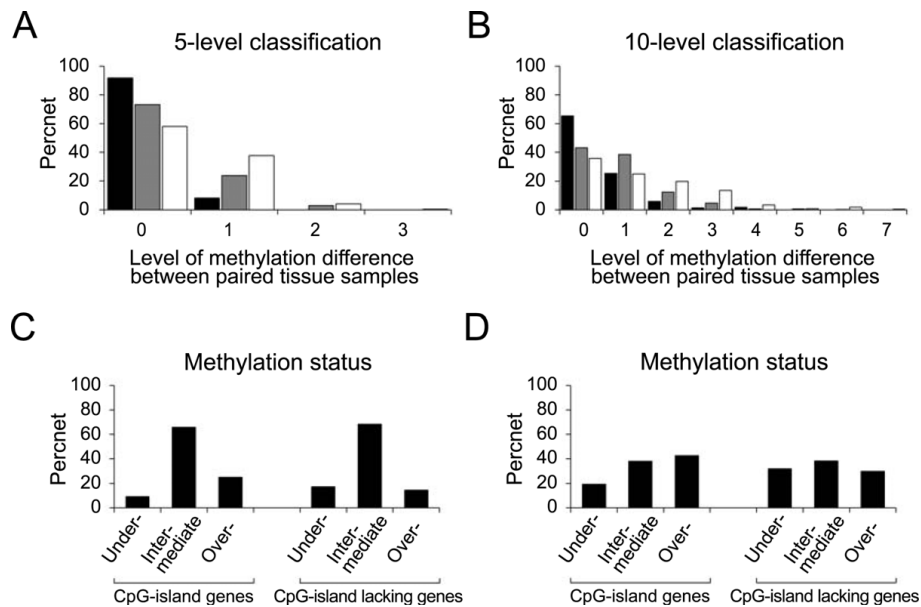 A
5-level classification
Percnet
100
80
60
40
20
0
0 1 2 3
Level of methylation difference
between paired tissue samples
B
10-level classification
Percnet
100
80
60
40
20
0
0 1 2 3 4 5 6 7
Level of methylation difference
between paired tissue samples
C
Methylation status
Percnet
100
80
60
40
20
0
Under-
Inter-
mediate
Over-
Under-
Inter-
mediate
Over-
CpG-island genes
CpG-island lacking genes
D
Methylation status
Percnet
100
80
60
40
20
0
Under-
Inter-
mediate
Over-
Under-
Inter-
mediate
Over-
CpG-island genes
CpG-island lacking genes